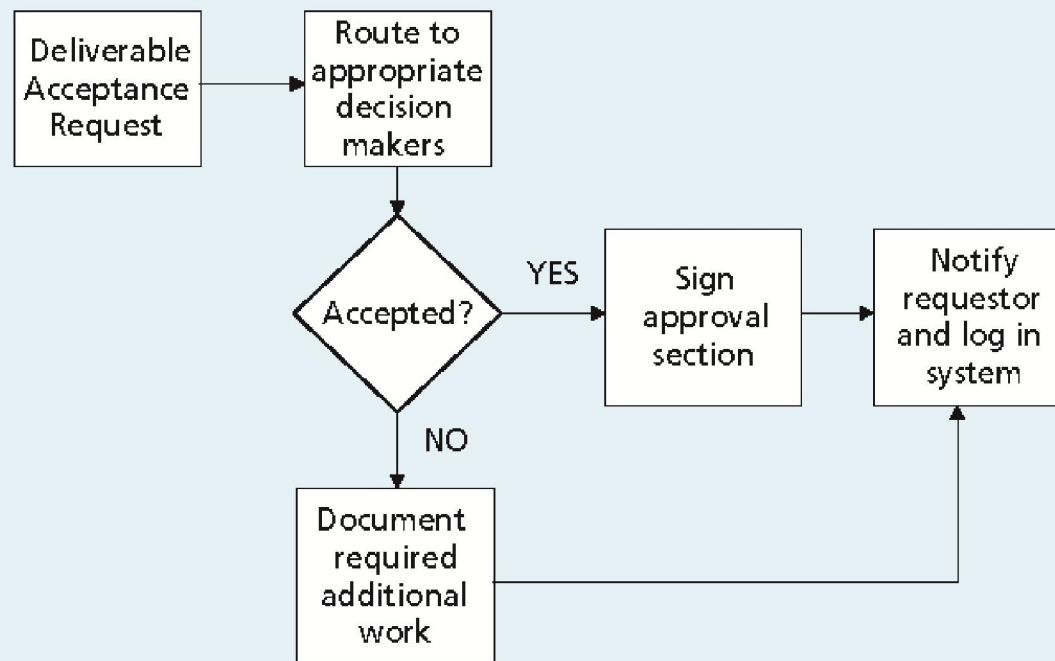 Deliverable
Acceptance
Request
Route to
appropriate
decision
makers
Accepted?
YES
Sign
approval
section
Notify
requestor
and log in
system
NO
Document
required
additional
work